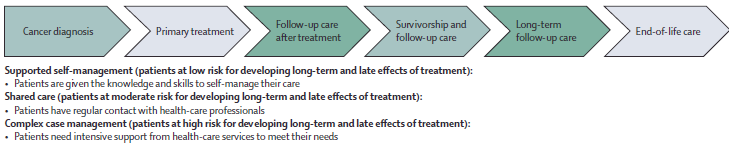 Cancer diagnosis
Primary treatment
Follow-up care
after treatment
Survivorship and
follow-up care
Long-term
follow-up care
End-of-life care
Supported self-management (patients at low risk for developing long-term and late effects of treatment):
• Patients are given the knowledge and skills to self-manage their care
Shared care (patients at moderate risk for developing long-term and late effects of treatment):
• Patients have regular contact with health-care professionals
Complex case management (patients at high risk for developing long-term and late effects of treatment):
• Patients need intensive support from health-care services to meet their needs